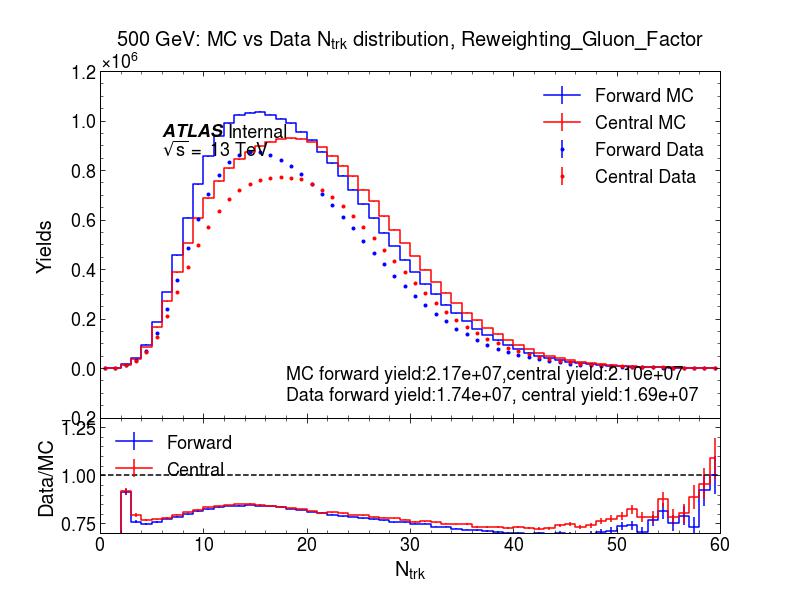 500 GeV: MC vs Data N_trk distribution, Reweighting_Gluon_Factor
×10⁶
1.2
1.0
0.8
0.6
0.4
0.2
0.0
0.2
Yields
ATLAS Internal
√s = 13 TeV
Forward MC
Central MC
Forward Data
Central Data
MC forward yield:2.17e+07,central yield:2.10e+07
Data forward yield:1.74e+07, central yield:1.69e+07
1.25
1.00
0.75
Data/MC
Forward
Central
0 10 20 30 40 50 60
N_trk